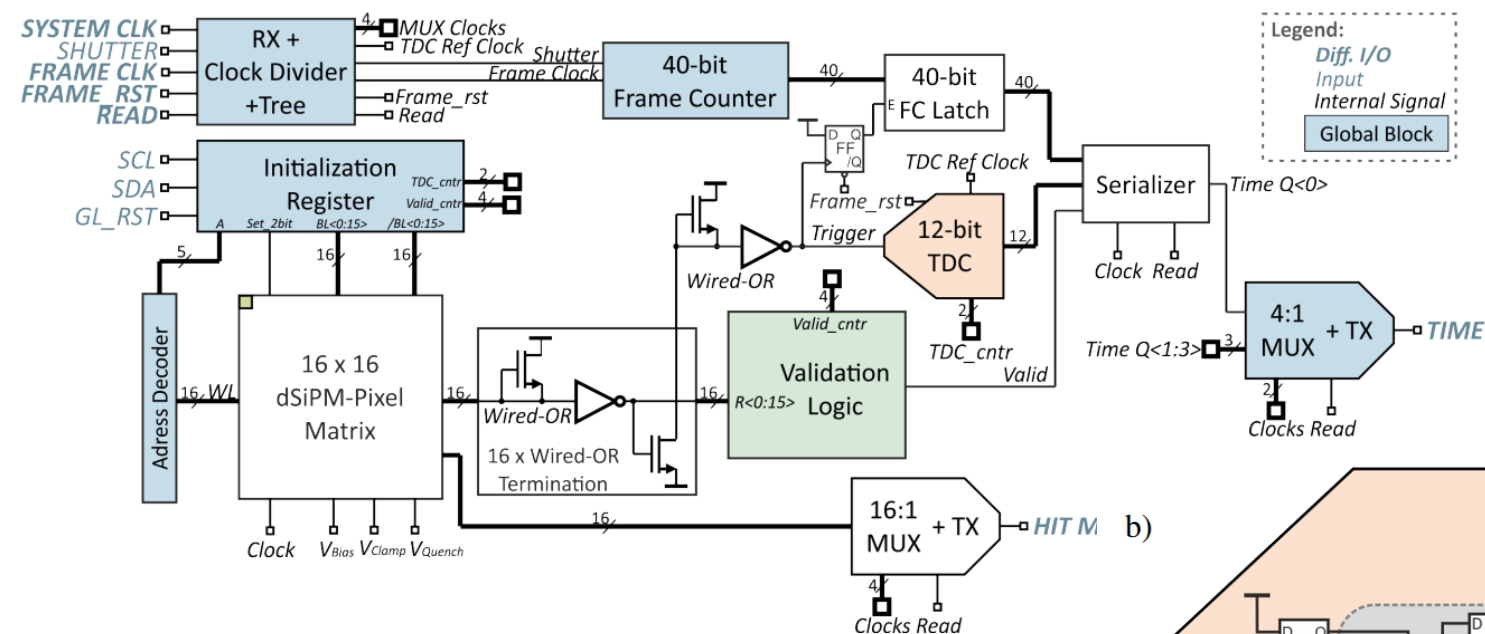 SYSTEM CLK
SHUTTER
FRAME CLK
FRAME_RST
READ
RX +
Clock Divider
+Tree
4
MUX Clocks
TDC Ref Clock
Shutter
Frame Clock
Frame_rst
Read
40-bit
Frame Counter
40
40-bit
FC Latch
E
40
D Q
FF
/Q
Legend:
Diff. I/O
Input
Internal Signal
Global Block
SCL
SDA
GL_RST
Initialization
Register
TDC_cntr
2
Valid_cntr
4
A
Set_2bit
BL<0:15>
/BL<0:15>
5
16
16
Frame_rst
Trigger
TDC Ref Clock
12-bit
TDC
12
2
TDC_cntr
Serializer
Time Q<0>
Clock Read
Adress Decoder
16
WL
16 x 16
dSiPM-Pixel
Matrix
16
Wired-OR
16 x Wired-OR
Termination
Wired-OR
16
4
Valid_cntr
R<0:15>
Validation
Logic
Valid
Time Q<1:3>
3
4:1
MUX
+ TX
TIME
2
Clocks Read
Clock
VBias
VClamp
VQuench
16
16:1
MUX
+ TX
HIT M
4
Clocks Read
b)
D Q
D